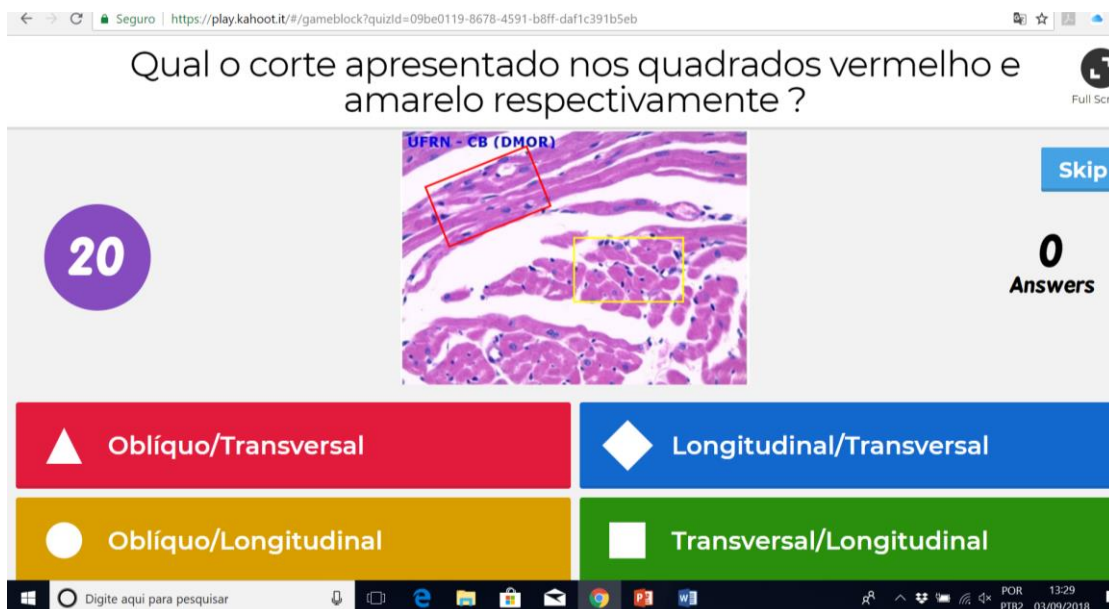 Seguro | https://play.kahoot.it/#/gameblock?quizId=09be0119-8678-4591-b8ff-daf1c391b5eb
Qual o corte apresentado nos quadrados vermelho e
amarelo respectivamente ?
UFRN - CB (DMOR)
Skip
20
0
Answers
Oblíquo/Transversal
Longitudinal/Transversal
Oblíquo/Longitudinal
Transversal/Longitudinal
Digite aqui para pesquisar
POR
PTB2
13:29
03/09/2018